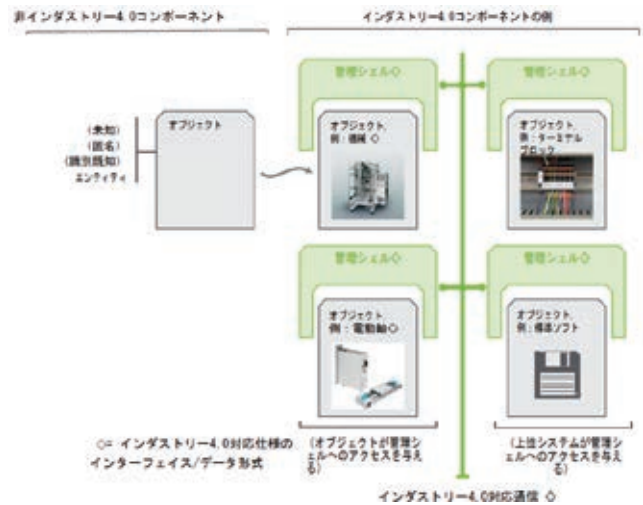 非インダストリー4.0コンポーネント
インダストリー4.0コンポーネントの例
管理シェル◇
管理シェル◇
オブジェクト
(未知)
(匿名)
(識別既知)
エンティティ
オブジェクト,
例：機械 ◇
オブジェクト,
例：ターミナル
ブロック
管理シェル◇
管理シェル◇
オブジェクト
例：電動軸◇
オブジェクト,
例：標準ソフト
◇= インダストリー4.0対応仕様の
インターフェイス/データ形式
(オブジェクトが管理シ
ェルへのアクセスを与え
る)
(上位システムが管理シ
ェルへのアクセスを与え
る)
インダストリー4.0対応通信 ◇